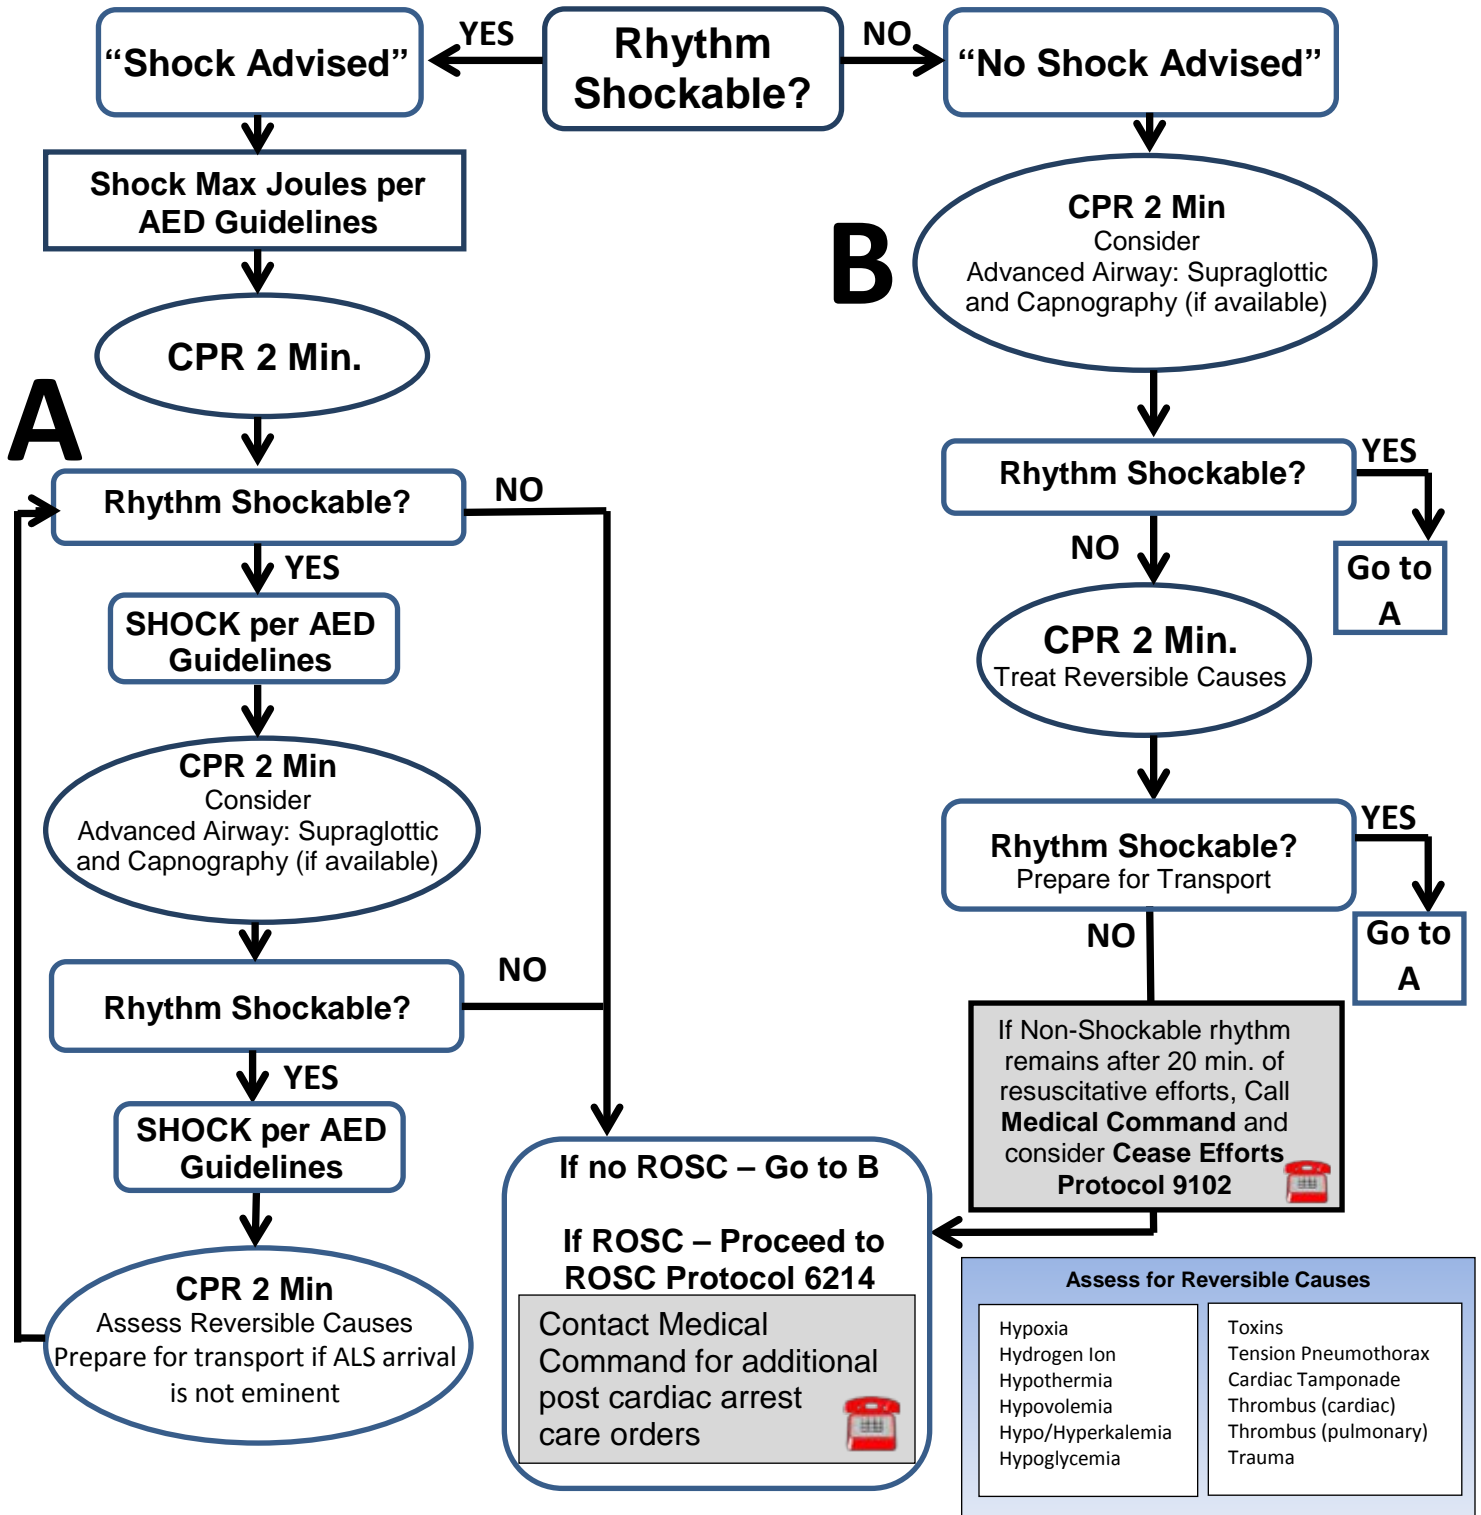 “Shock Advised”
YES
Rhythm
Shockable?
NO
“No Shock Advised”
Shock Max Joules per
AED Guidelines
CPR 2 Min.
A
Rhythm Shockable?
NO
YES
SHOCK per AED
Guidelines
CPR 2 Min
Consider
Advanced Airway: Supraglottic
and Capnography (if available)
Rhythm Shockable?
NO
YES
SHOCK per AED
Guidelines
CPR 2 Min
Assess Reversible Causes
Prepare for transport if ALS arrival
is not eminent
B
CPR 2 Min
Consider
Advanced Airway: Supraglottic
and Capnography (if available)
Rhythm Shockable?
YES
Go to
A
NO
CPR 2 Min.
Treat Reversible Causes
Rhythm Shockable?
Prepare for Transport
YES
Go to
A
NO
If Non-Shockable rhythm
remains after 20 min. of
resuscitative efforts, Call
Medical Command and
consider Cease Efforts
Protocol 9102
If no ROSC – Go to B
If ROSC – Proceed to
ROSC Protocol 6214
Contact Medical
Command for additional
post cardiac arrest
care orders
Assess for Reversible Causes
Hypoxia
Hydrogen Ion
Hypothermia
Hypovolemia
Hypo/Hyperkalemia
Hypoglycemia
Toxins
Tension Pneumothorax
Cardiac Tamponade
Thrombus (cardiac)
Thrombus (pulmonary)
Trauma